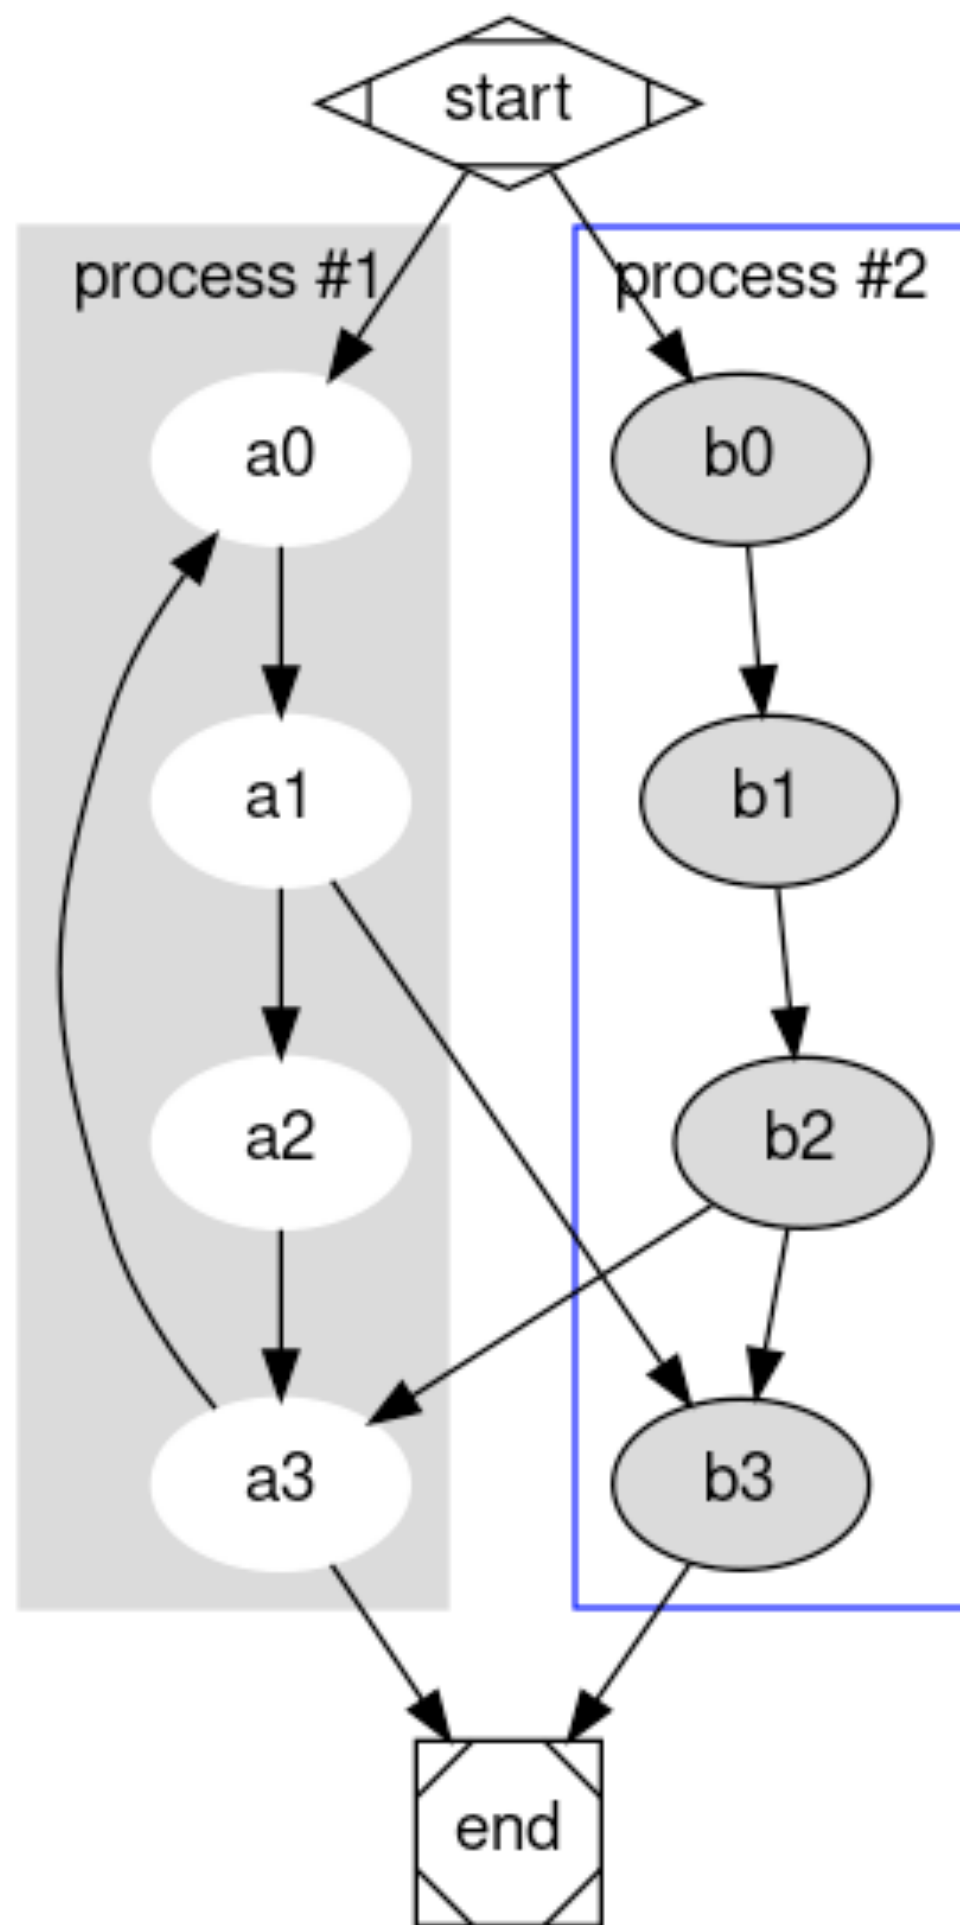 start
process #1
process #2
a0
b0
a1
b1
a2
b2
a3
b3
end